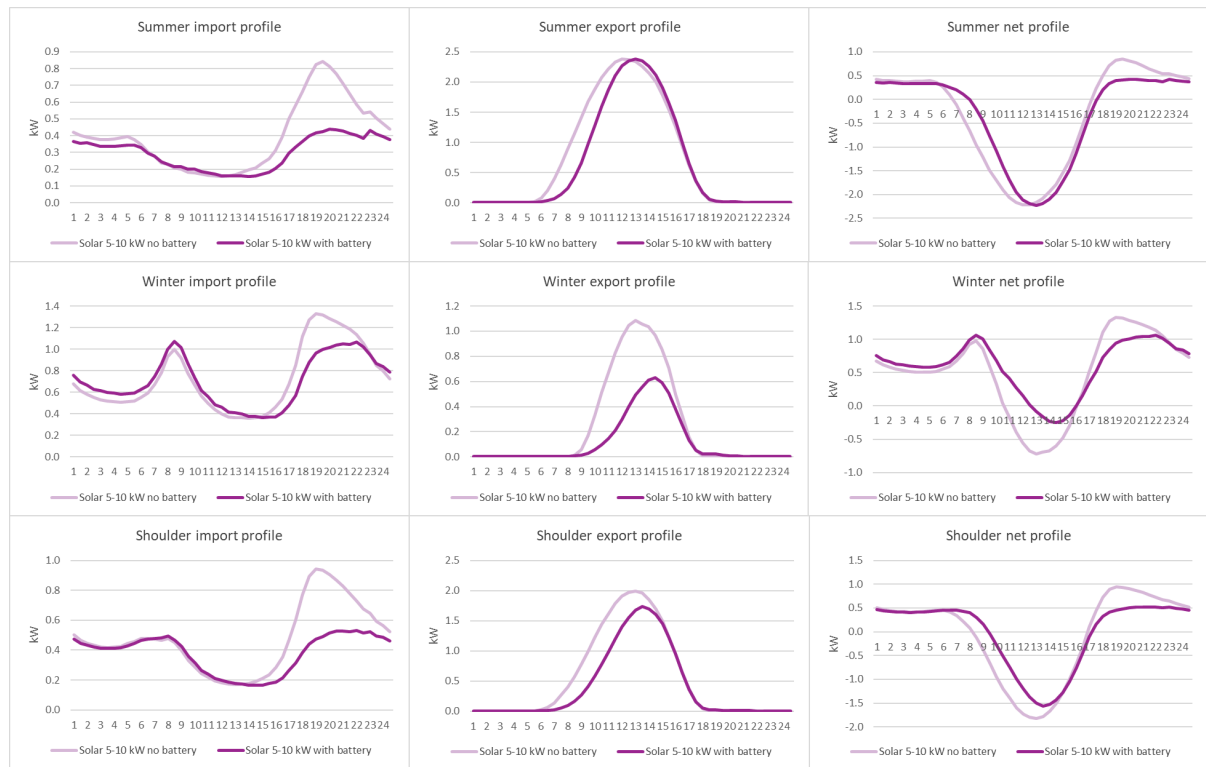 Summer import profile
0.9
0.8
0.7
0.6
0.5
0.4
0.3
0.2
0.1
0.0
kW
1 2 3 4 5 6 7 8 9 10 11 12 13 14 15 16 17 18 19 20 21 22 23 24
Solar 5-10 kW no battery Solar 5-10 kW with battery
Summer export profile
2.5
2.0
1.5
1.0
0.5
0.0
1 2 3 4 5 6 7 8 9 10 11 12 13 14 15 16 17 18 19 20 21 22 23 24
Solar 5-10 kW no battery Solar 5-10 kW with battery
Summer net profile
1.0
0.5
0.0
-0.5
-1.0
-1.5
-2.0
-2.5
kW
1 2 3 4 5 6 7 8 9 10 11 12 13 14 15 16 17 18 19 20 21 22 23 24
Solar 5-10 kW no battery Solar 5-10 kW with battery
Winter import profile
1.4
1.2
1.0
0.8
0.6
0.4
0.2
0.0
kW
1 2 3 4 5 6 7 8 9 10 11 12 13 14 15 16 17 18 19 20 21 22 23 24
Solar 5-10 kW no battery Solar 5-10 kW with battery
Winter export profile
1.2
1.0
0.8
0.6
0.4
0.2
0.0
1 2 3 4 5 6 7 8 9 10 11 12 13 14 15 16 17 18 19 20 21 22 23 24
Solar 5-10 kW no battery Solar 5-10 kW with battery
Winter net profile
1.5
1.0
0.5
0.0
-0.5
-1.0
kW
1 2 3 4 5 6 7 8 9 10 11 12 13 14 15 16 17 18 19 20 21 22 23 24
Solar 5-10 kW no battery Solar 5-10 kW with battery
Shoulder import profile
1.0
0.8
0.6
0.4
0.2
0.0
kW
1 2 3 4 5 6 7 8 9 10 11 12 13 14 15 16 17 18 19 20 21 22 23 24
Solar 5-10 kW no battery Solar 5-10 kW with battery
Shoulder export profile
2.5
2.0
1.5
1.0
0.5
0.0
1 2 3 4 5 6 7 8 9 10 11 12 13 14 15 16 17 18 19 20 21 22 23 24
Solar 5-10 kW no battery Solar 5-10 kW with battery
Shoulder net profile
1.5
1.0
0.5
0.0
-0.5
-1.0
-1.5
-2.0
kW
1 2 3 4 5 6 7 8 9 10 11 12 13 14 15 16 17 18 19 20 21 22 23 24
Solar 5-10 kW no battery Solar 5-10 kW with battery